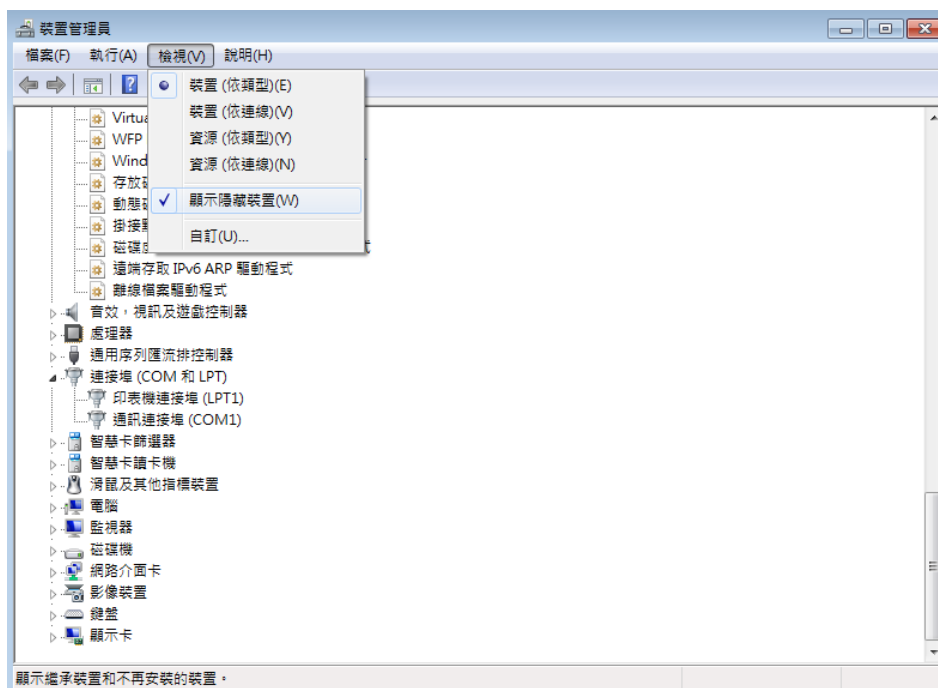 裝置管理員
檔案(F) 執行(A) 檢視(V) 說明(H)
裝置 (依類型)(E)
裝置 (依連線)(V)
資源 (依類型)(Y)
資源 (依連線)(N)
顯示隱藏裝置(W)
自訂(U)...
WFP
存放
動態
遠端存取 IPv6 ARP 驅動程式
離線檔案驅動程式
音效，視訊及遊戲控制器
處理器
通用序列匯流排控制器
連接埠 (COM 和 LPT)
印表機連接埠 (LPT1)
通訊連接埠 (COM1)
智慧卡篩選器
智慧卡讀卡機
滑鼠及其他指標裝置
電腦
監視器
磁碟機
網路介面卡
影像裝置
鍵盤
顯示卡
顯示繼承裝置和不再安裝的裝置。